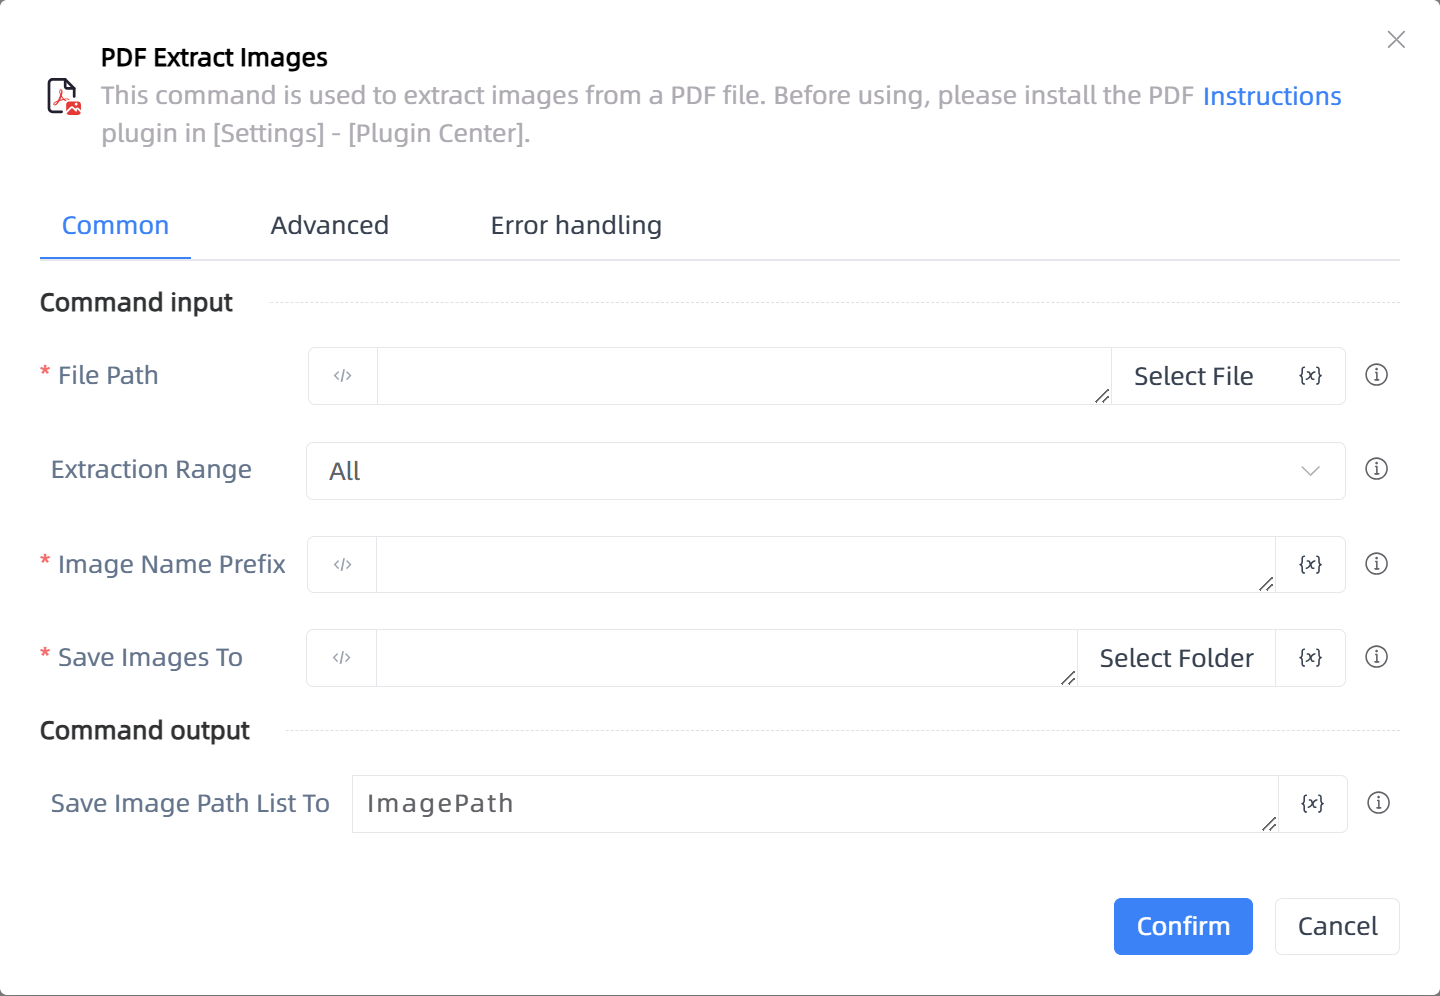 PDF Extract Images
This command is used to extract images from a PDF file. Before using, please install the PDF Instructions
plugin in [Settings] - [Plugin Center].
Common Advanced Error handling
Command input
* File Path </> Select File {x}
Extraction Range All
* Image Name Prefix </> {x}
* Save Images To </> Select Folder {x}
Command output
Save Image Path List To ImagePath {x}
Confirm Cancel